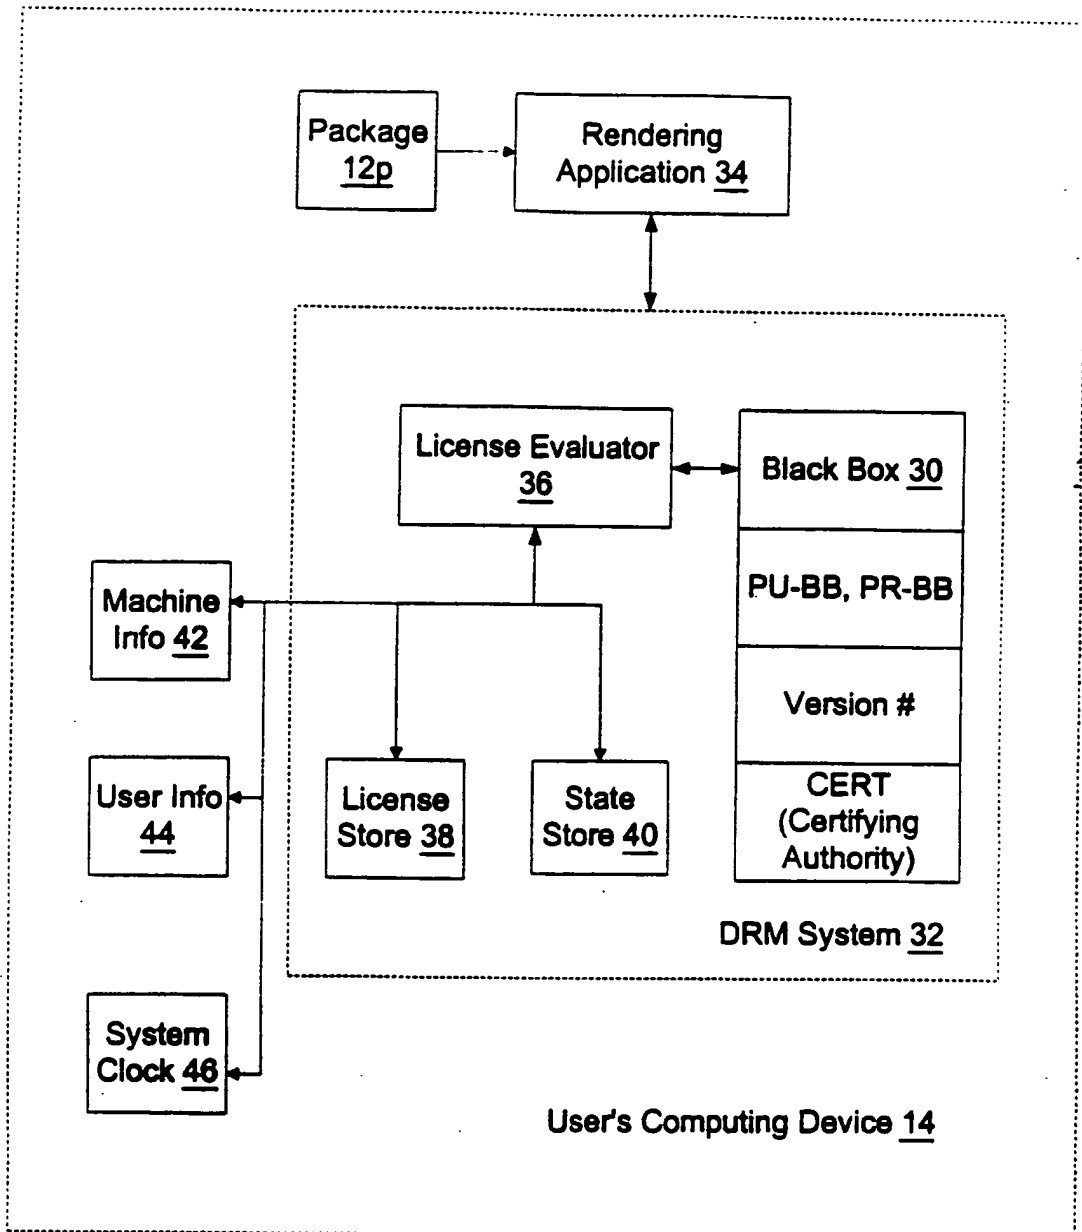 Package
12p
Rendering
Application 34
License Evaluator
36
Black Box 30
PU-BB, PR-BB
Version #
CERT
(Certifying
Authority)
Machine
Info 42
User Info
44
License
Store 38
State
Store 40
DRM System 32
System
Clock 46
User's Computing Device 14